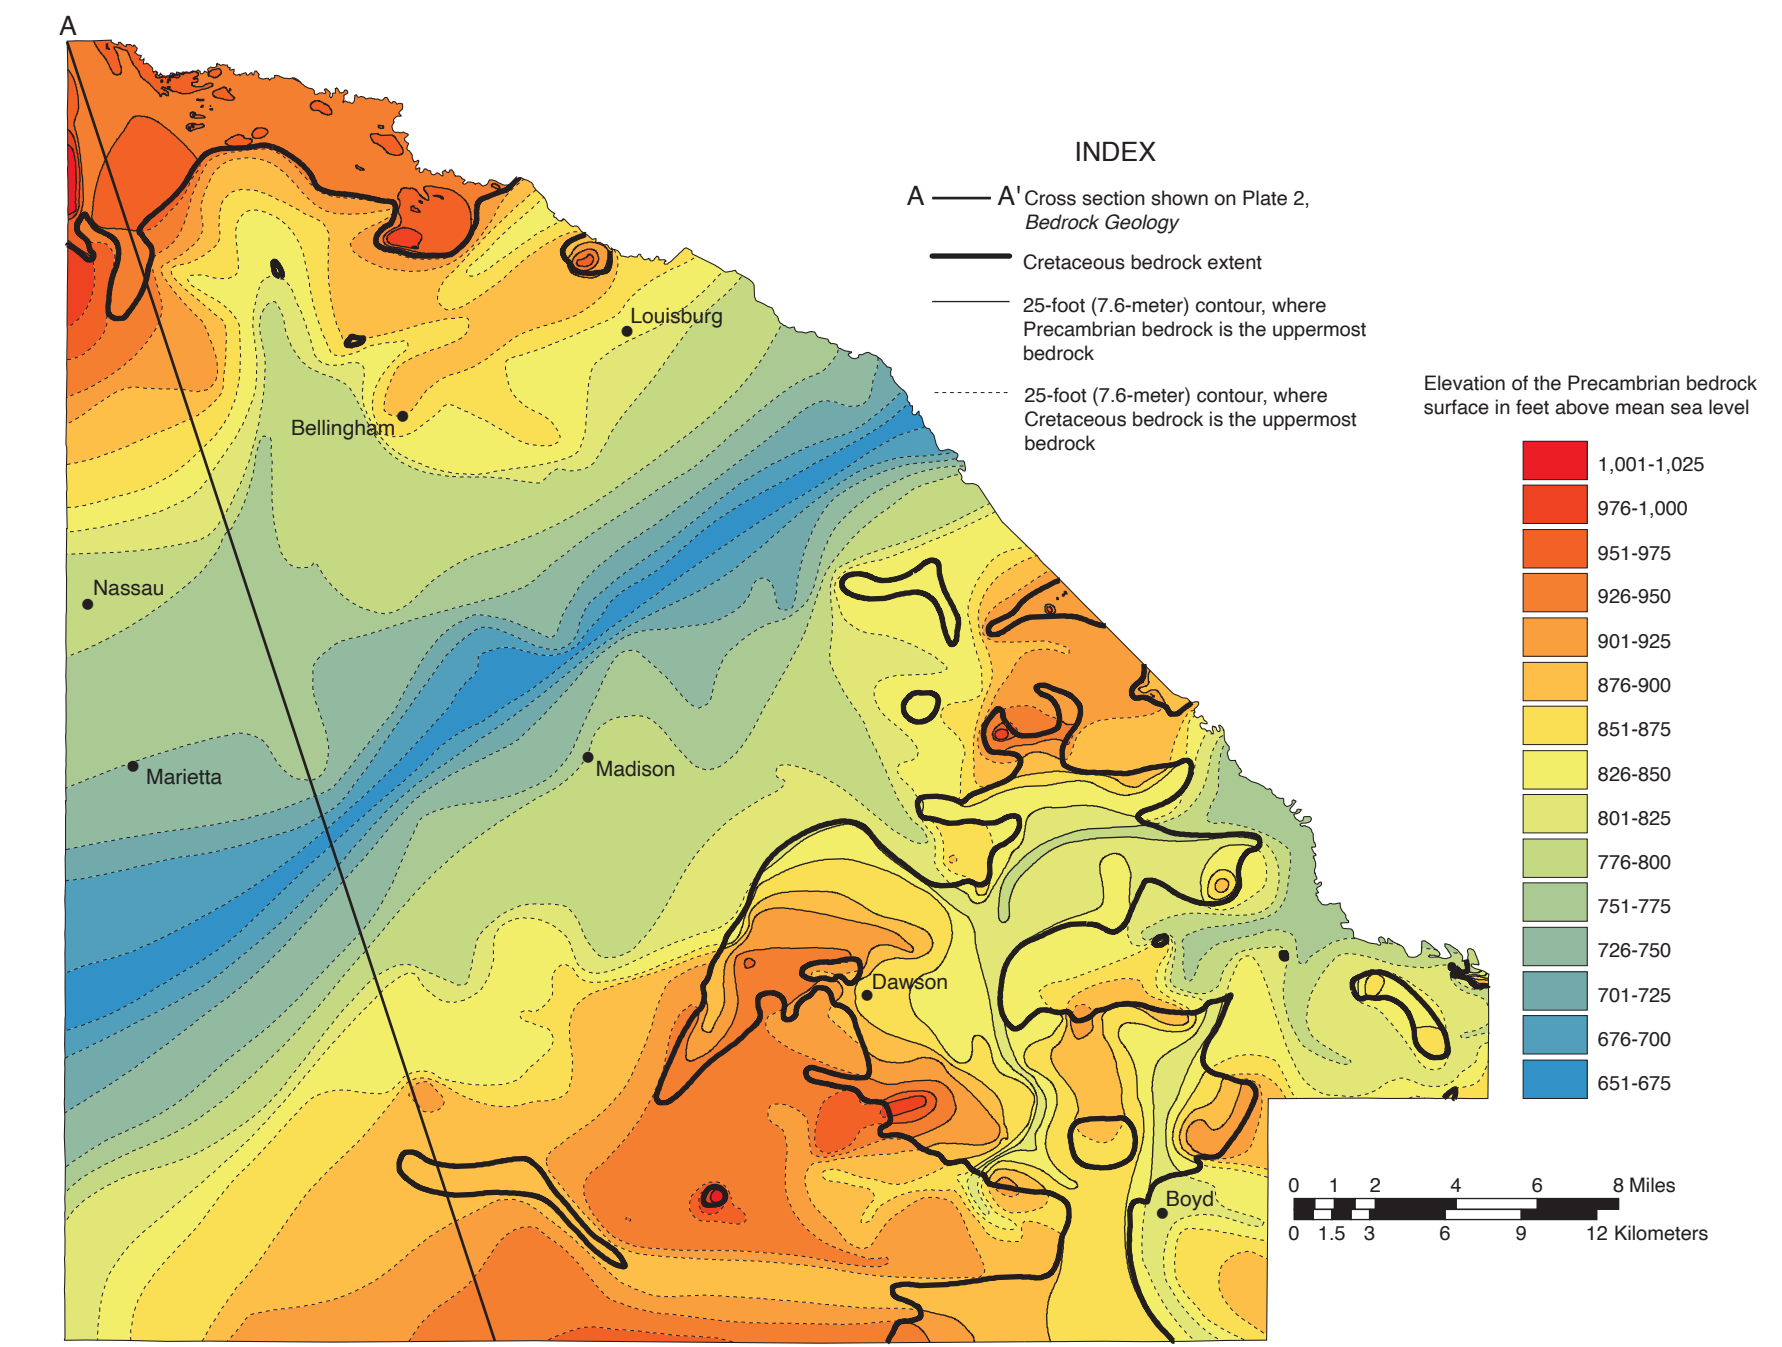 A
INDEX
A A' Cross section shown on Plate 2,
Bedrock Geology
Cretaceous bedrock extent
25-foot (7.6-meter) contour, where
Precambrian bedrock is the uppermost
bedrock
25-foot (7.6-meter) contour, where
Cretaceous bedrock is the uppermost
bedrock
Louisburg
Bellingham
Nassau
Marietta
Madison
Dawson
Boyd
Elevation of the Precambrian bedrock
surface in feet above mean sea level
1,001-1,025
976-1,000
951-975
926-950
901-925
876-900
851-875
826-850
801-825
776-800
751-775
726-750
701-725
676-700
651-675
0 1 2 4 6 8 Miles
0 1.5 3 6 9 12 Kilometers